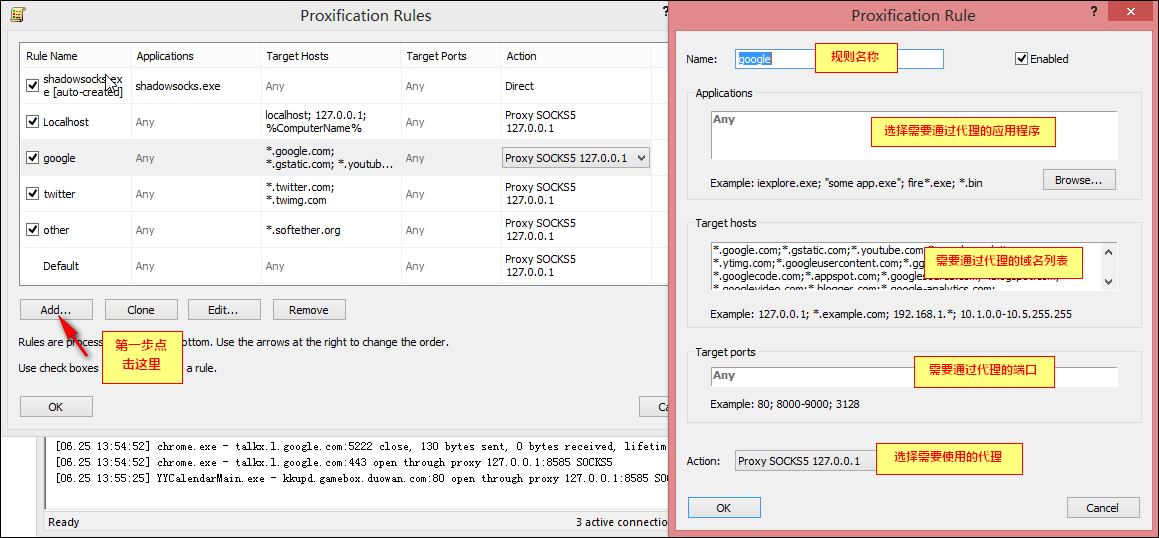 Proxification Rules
?
Rule Name Applications Target Hosts Target Ports Action
shadowsocks.ex
e [auto-created] shadowsocks.exe Any Any Direct
Localhost Any localhost; 127.0.0.1;
%ComputerName% Any Proxy SOCKS5
127.0.0.1
google Any *.google.com;
*.gstatic.com; *.youtub... Any Proxy SOCKS5 127.0.0.1
twitter Any *.twitter.com;
*.twimg.com Any Proxy SOCKS5
127.0.0.1
other Any *.softether.org Any Proxy SOCKS5
127.0.0.1
Default Any Any Any Proxy SOCKS5
127.0.0.1
Add... Clone Edit... Remove
第一步点
击这里
Rules are process ottom. Use the arrows at the right to change the order.
Use check boxes a rule.
OK Ca
[06.25 13:54:52] chrome.exe - talkx.l.google.com:5222 close, 130 bytes sent, 0 bytes received, lifetim
[06.25 13:54:52] chrome.exe - talkx.l.google.com:443 open through proxy 127.0.0.1:8585 SOCKS5
[06.25 13:55:25] YYCalendarMain.exe - kkupd.gamebox.duowan.com:80 open through proxy 127.0.0.1:8585 SO
Ready 3 active connectio
Proxification Rule ?
Name: google 规则名称 Enabled
Applications
Any
选择需要通过代理的应用程序
Example: iexplore.exe; "some app.exe"; fire*.exe; *.bin Browse...
Target hosts
*.google.com;*.gstatic.com;*.youtube.com
*.ytimg.com;*.googleusercontent.com;*.gg
需要通过代理的域名列表
*.googlecode.com;*.appspot.com;
*.googlevideo.com;*.blogger.com;*.google-analytics.com;
Example: 127.0.0.1; *.example.com; 192.168.1.*; 10.1.0.0-10.5.255.255
Target ports
Any 需要通过代理的端口
Example: 80; 8000-9000; 3128
Action: Proxy SOCKS5 127.0.0.1 选择需要使用的代理
OK Cancel